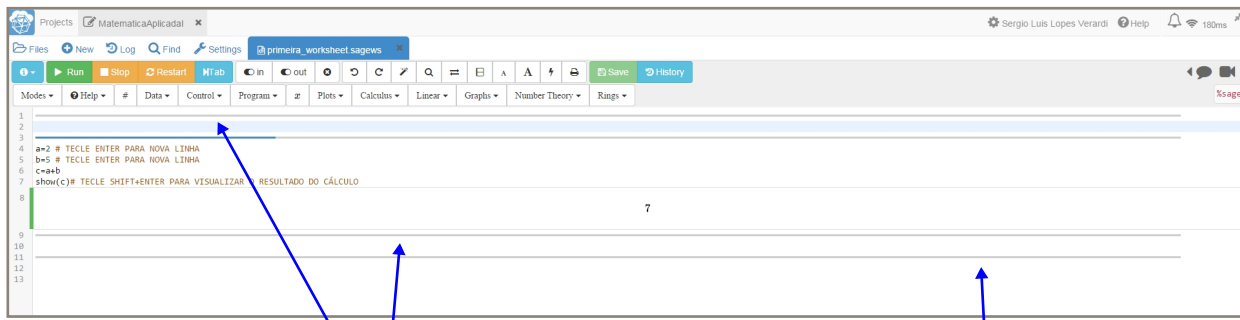 Projects MatematicaAplicadaI Sergio Luis Lopes Verardi Help 180ms
Files New Log Find Settings primeira_worksheet.sagews
Run Stop Restart Tab in out A A Save History
Modes Help # Data Control Program x Plots Calculus Linear Graphs Number Theory Rings %sage
1
2
3
4 a=2 # TECLE ENTER PARA NOVA LINHA
5 b=5 # TECLE ENTER PARA NOVA LINHA
6 c=a+b
7 show(c)# TECLE SHIFT+ENTER PARA VISUALIZAR O RESULTADO DO CÁLCULO
8
7
9
10
11
12
13